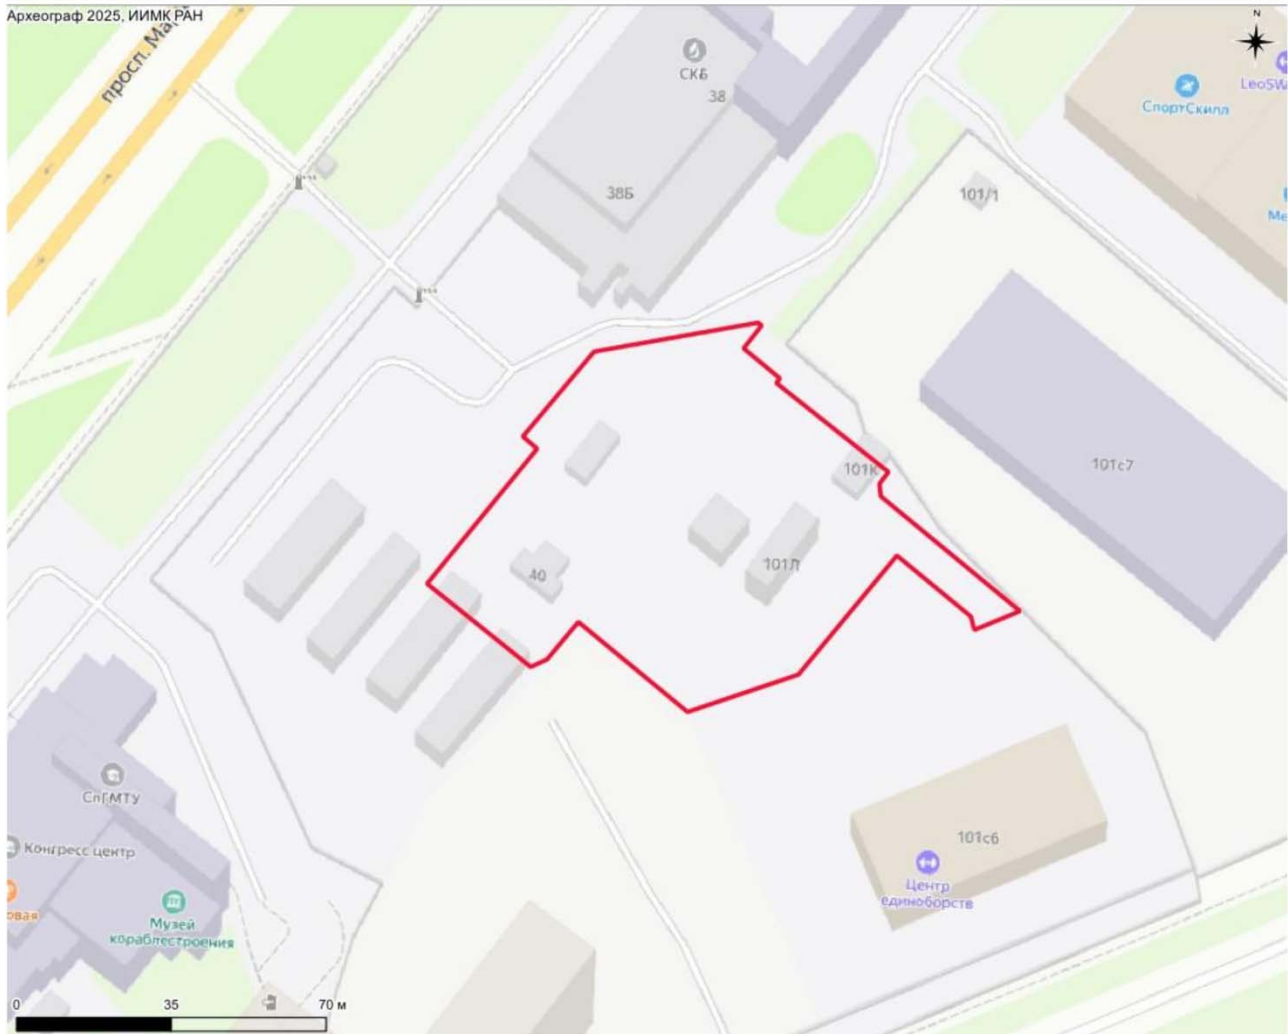 Археограф 2025, ИИМК РАН
N
просп. Ма
СКБ
38
LeoSW
СпортСкилл
38Б
101/1
Ме
101с7
101К
101Л
40
СпГМТУ
Конгресс центр
101с6
Центр
единоборств
овая
Музей
кораблестроения
0 35 70 м